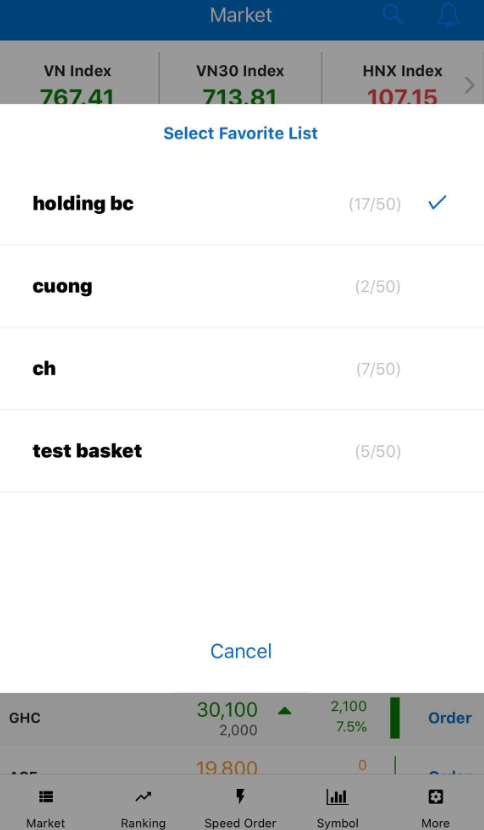 Market
VN Index VN30 Index HNX Index
767.41 713.81 107.15
Select Favorite List
holding bc (17/50)
cuong (2/50)
ch (7/50)
test basket (5/50)
Cancel
GHC 30,100 2,100 Order
2,000 7.5%
19,800 0
Market Ranking Speed Order Symbol More